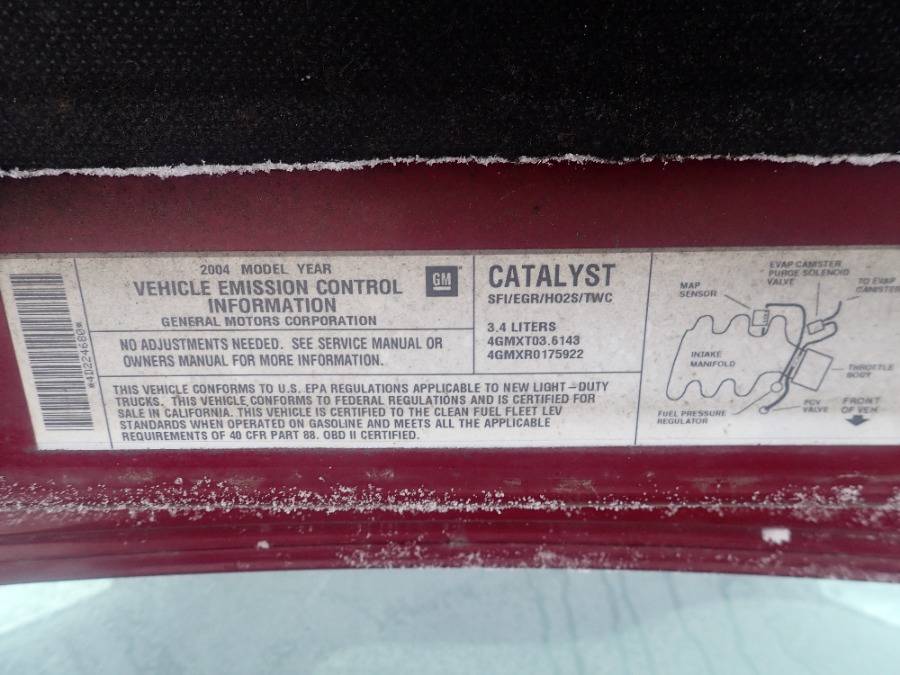 *4D224680*
2004 MODEL YEAR
VEHICLE EMISSION CONTROL
INFORMATION
GENERAL MOTORS CORPORATION
GM
NO ADJUSTMENTS NEEDED. SEE SERVICE MANUAL OR
OWNERS MANUAL FOR MORE INFORMATION.
CATALYST
SFI/EGR/HO2S/TWC
3.4 LITERS
4GMXT03.6143
4GMXR0175922
THIS VEHICLE CONFORMS TO U.S. EPA REGULATIONS APPLICABLE TO NEW LIGHT-DUTY
TRUCKS. THIS VEHICLE CONFORMS TO FEDERAL REGULATIONS AND IS CERTIFIED FOR
SALE IN CALIFORNIA. THIS VEHICLE IS CERTIFIED TO THE CLEAN FUEL FLEET LEV
STANDARDS WHEN OPERATED ON GASOLINE AND MEETS ALL THE APPLICABLE
REQUIREMENTS OF 40 CFR PART 88. OBD II CERTIFIED.
MAP
SENSOR
EVAP CANISTER
PURGE SOLENOID
VALVE
TO EVAP
CANISTER
INTAKE
MANIFOLD
THROTTLE
BODY
FUEL PRESSURE
REGULATOR
PCV
VALVE
FRONT
OF VEH